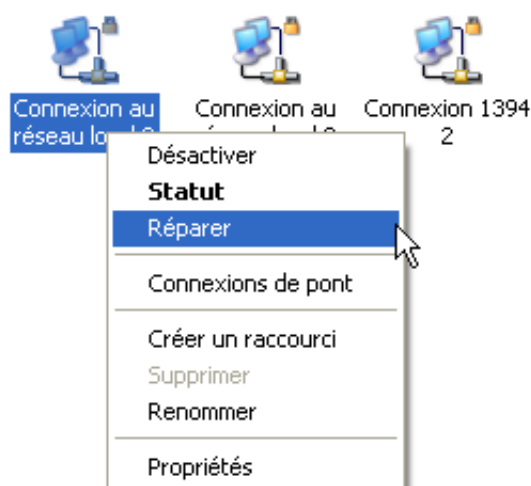 Connexion au
réseau
Connexion au
Connexion 1394
2
Désactiver
Statut
Réparer
Connexions de pont
Créer un raccourci
Supprimer
Renommer
Propriétés